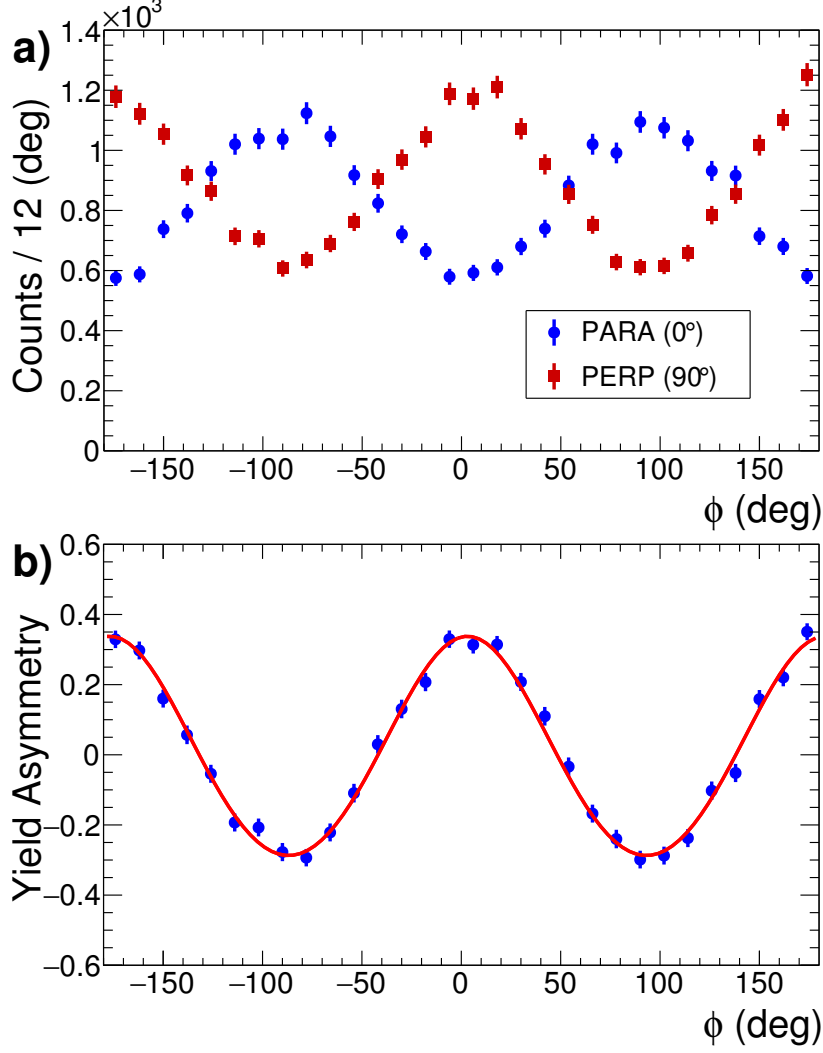 ×10³
a)
1.4
1.2
1
0.8
0.6
0.4
0.2
0
Counts / 12 (deg)
PARA (0°)
PERP (90°)
−150 −100 −50 0 50 100 150
ϕ (deg)
b)
0.6
0.4
0.2
0
−0.2
−0.4
−0.6
Yield Asymmetry
−150 −100 −50 0 50 100 150
ϕ (deg)